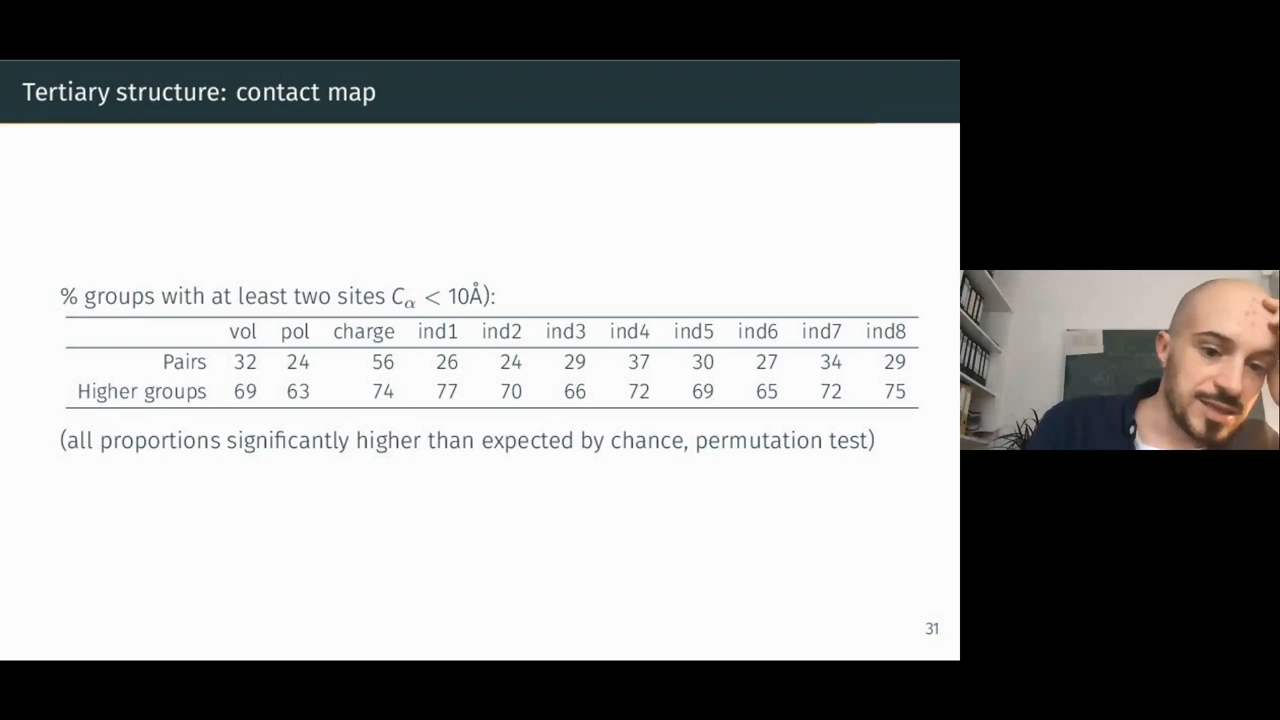 Tertiary structure: contact map
% groups with at least two sites Cα < 10Å):
vol pol charge ind1 ind2 ind3 ind4 ind5 ind6 ind7 ind8
Pairs 32 24 56 26 24 29 37 30 27 34 29
Higher groups 69 63 74 77 70 66 72 69 65 72 75
(all proportions significantly higher than expected by chance, permutation test)
31